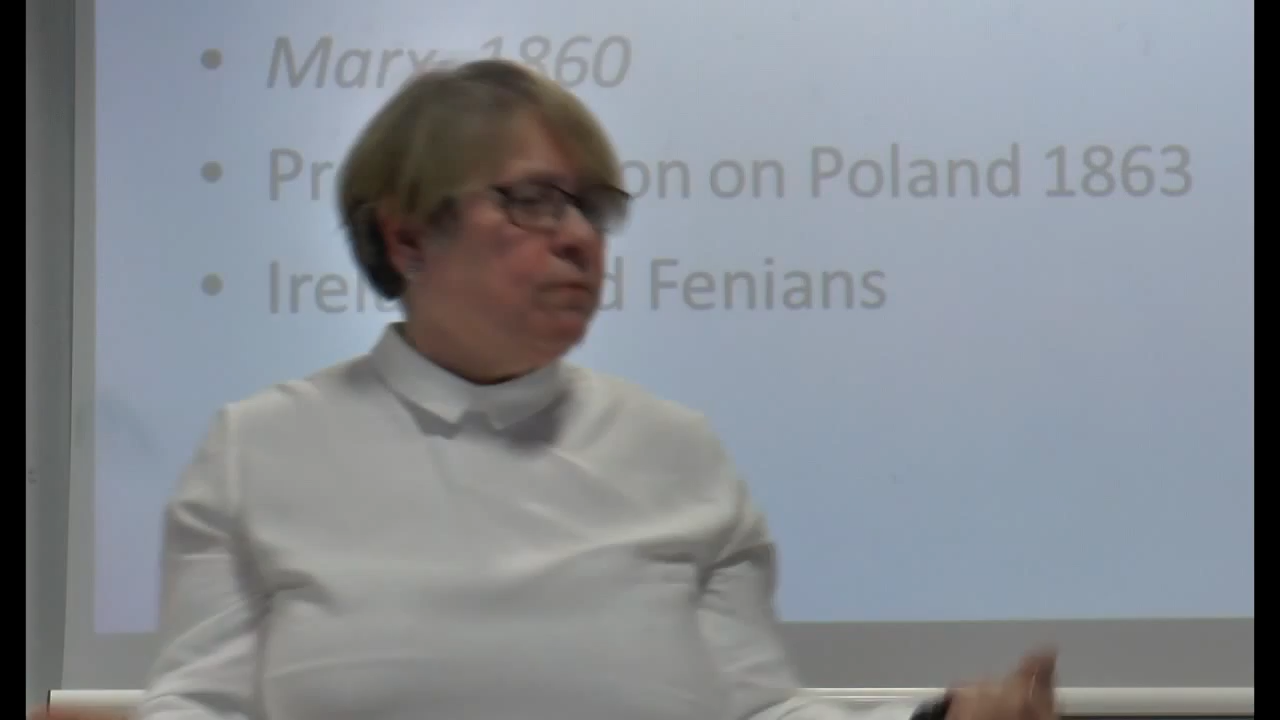 • Marx 1860
• Pr on on Poland 1863
• Irel d Fenians